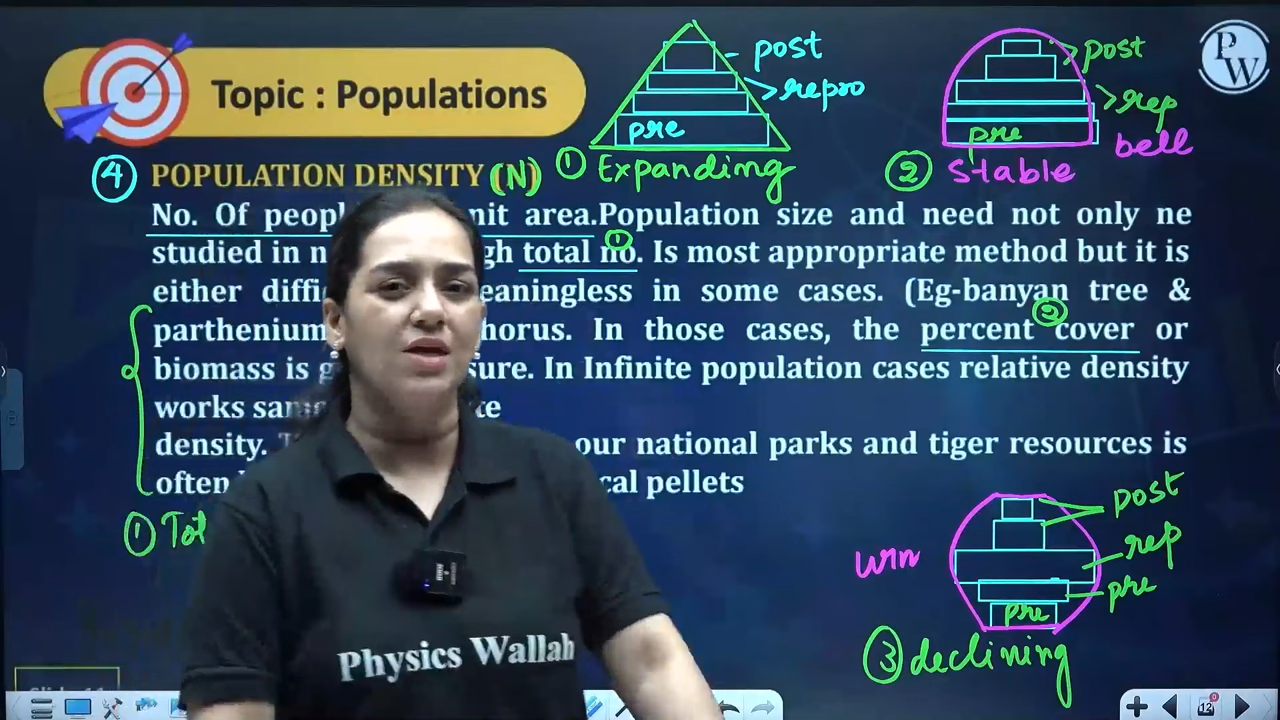 Topic : Populations
PW
post
repro
pre
① Expanding
post
rep
pre
bell
② Stable
④ POPULATION DENSITY (N)
No. Of nit area.Population size and need not only ne
studied in total no. ① Is most appropriate method but it is
either eaningless in some cases. (Eg-banyan tree &
parthenium horus. In those cases, the percent cover ② or
biomass is sure. In Infinite population cases relative density
works
density. our national parks and tiger resources is
often cal pellets
① Tot
post
rep
pre
pre
urn
③ declining
Physics Wallah
12